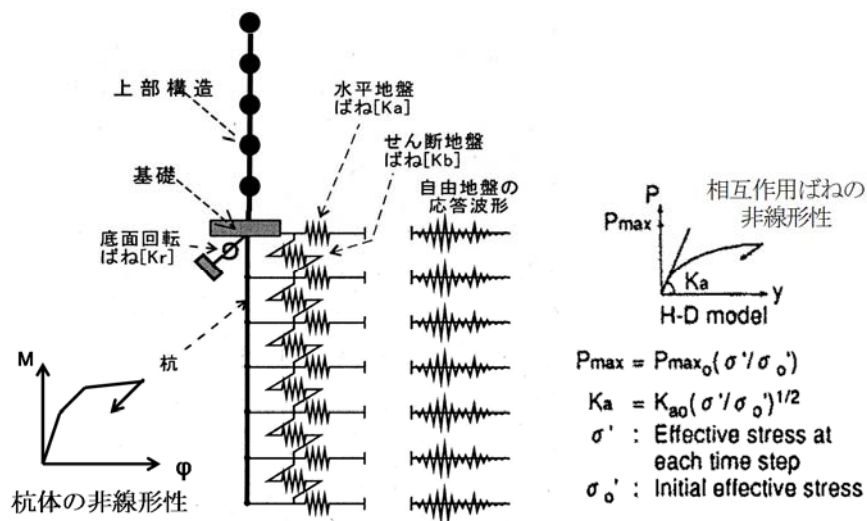 上部構造
水平地盤
ばね[Ka]
せん断地盤
ばね[Kb]
基礎
自由地盤の
応答波形
底面回転
ばね[Kr]
杭
M
φ
杭体の非線形性
相互作用ばねの
非線形性
P
Pmax
Ka
y
H-D model
Pmax = Pmax₀(σ'/σ₀')
Ka = Ka₀(σ'/σ₀')^1/2
σ' : Effective stress at
each time step
σ₀' : Initial effective stress